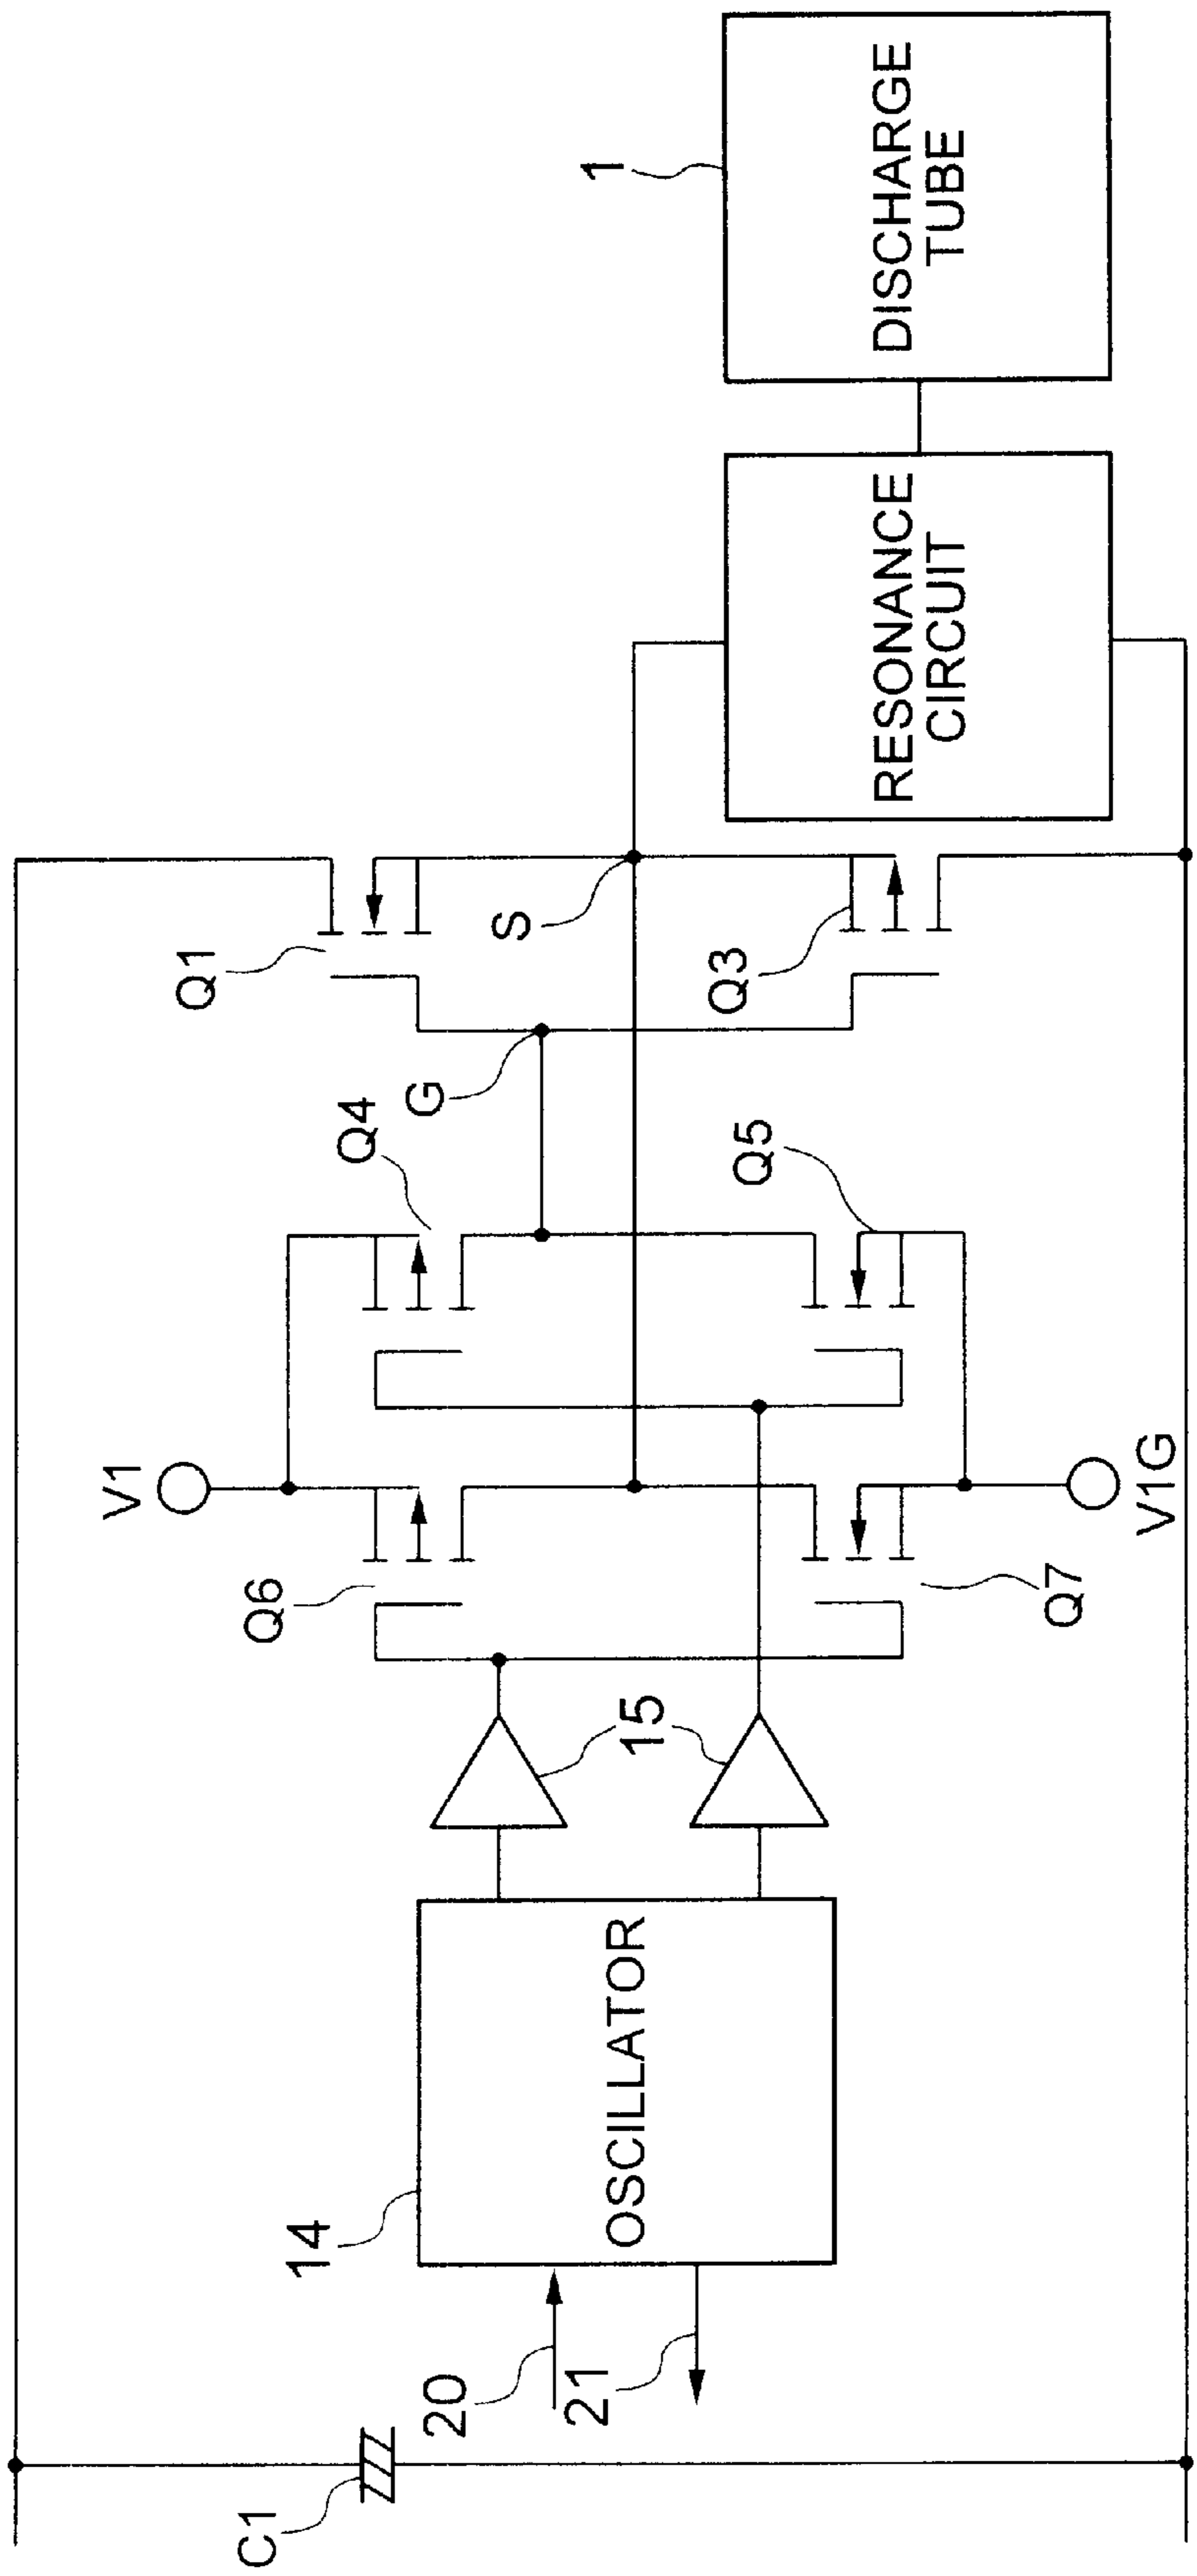 C1
20
21
14
OSCILLATOR
15
Q6
Q7
V1
V1G
Q4
Q5
G
S
Q1
Q3
RESONANCE
CIRCUIT
1
DISCHARGE
TUBE